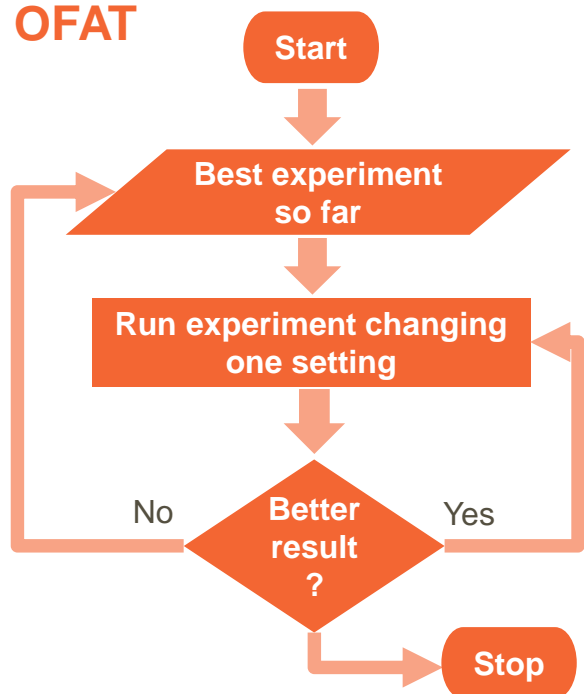 OFAT
Start
Best experiment
so far
Run experiment changing
one setting
No
Better
result
?
Yes
Stop